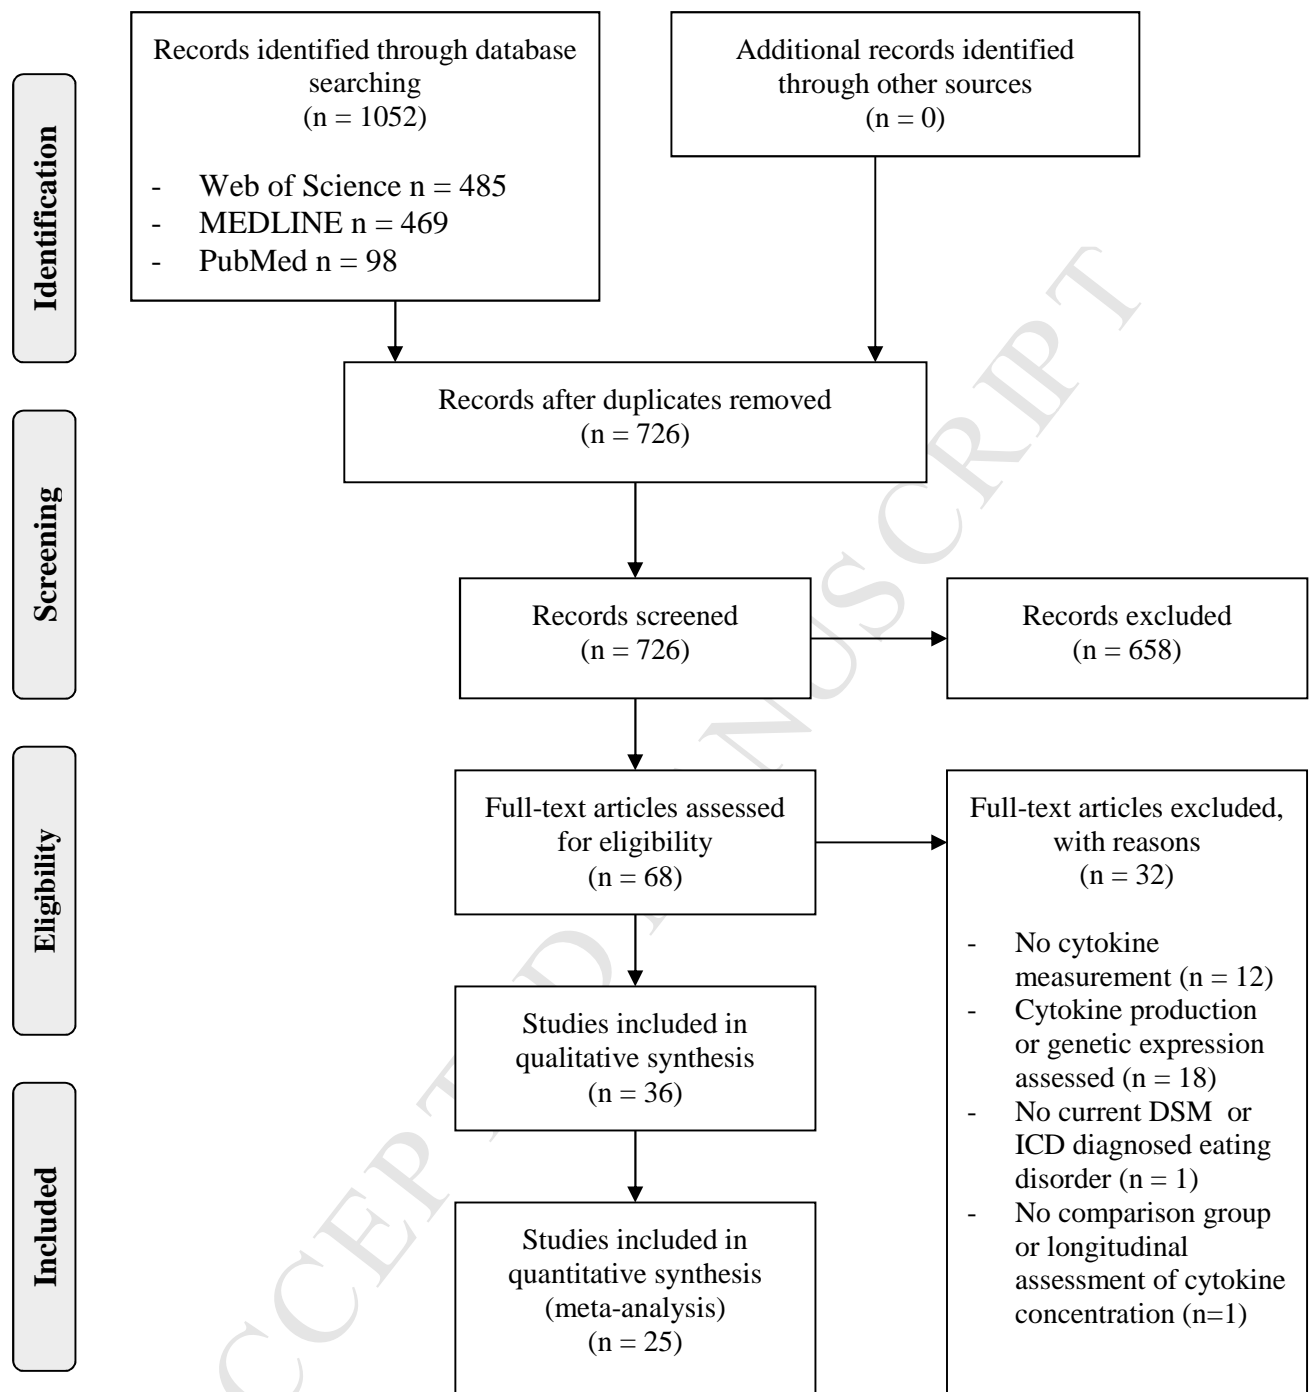 Identification
Records identified through database
searching
(n = 1052)
- Web of Science n = 485
- MEDLINE n = 469
- PubMed n = 98
Additional records identified
through other sources
(n = 0)
Records after duplicates removed
(n = 726)
Screening
Records screened
(n = 726)
Records excluded
(n = 658)
Eligibility
Full-text articles assessed
for eligibility
(n = 68)
Full-text articles excluded,
with reasons
(n = 32)
- No cytokine
measurement (n = 12)
- Cytokine production
or genetic expression
assessed (n = 18)
- No current DSM or
ICD diagnosed eating
disorder (n = 1)
- No comparison group
or longitudinal
assessment of cytokine
concentration (n=1)
Studies included in
qualitative synthesis
(n = 36)
Included
Studies included in
quantitative synthesis
(meta-analysis)
(n = 25)
CCEPTED MANUSCRIPT